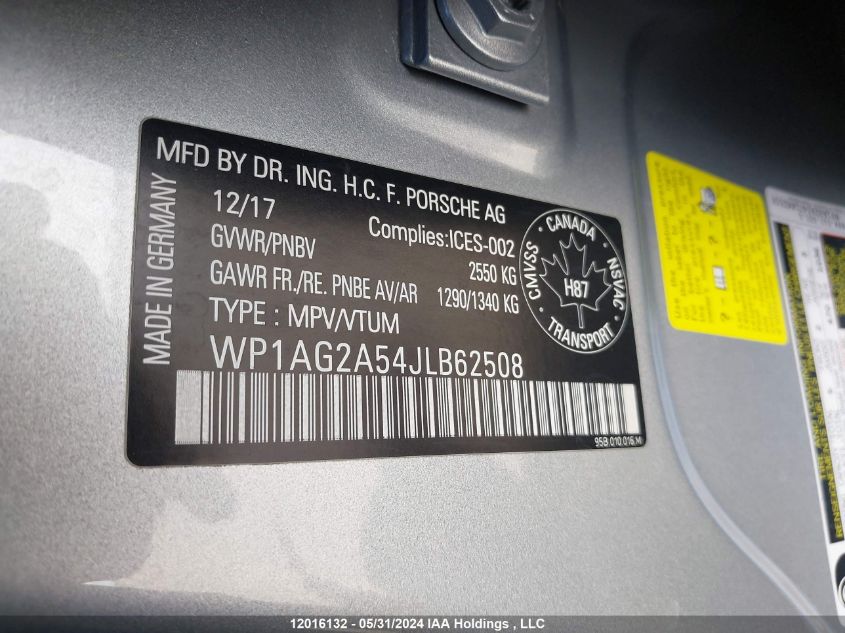 MFD BY DR. ING. H.C. F. PORSCHE AG
MADE IN GERMANY
12/17
Complies:ICES-002
GVWR/PNBV
2550 KG
GAWR FR./RE. PNBE AV/AR
1290/1340 KG
TYPE : MPV/VTUM
WP1AG2A54JLB62508
CANADA
CMVSS
NSVAC
H87
TRANSPORT
95B.010.016.M
12016132 - 05/31/2024 IAA Holdings , LLC